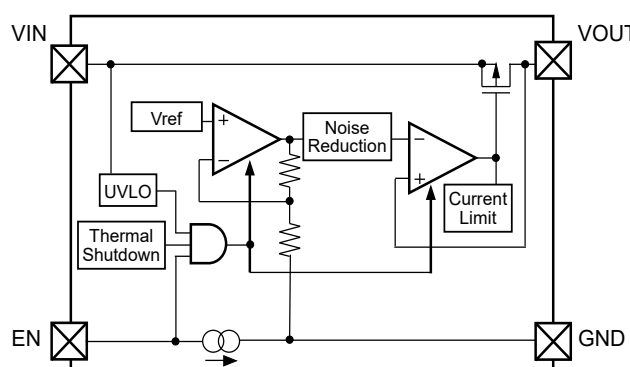 VIN
VOUT
Vref
+
−
Noise
Reduction
−
+
UVLO
Current
Limit
Thermal
Shutdown
EN
GND